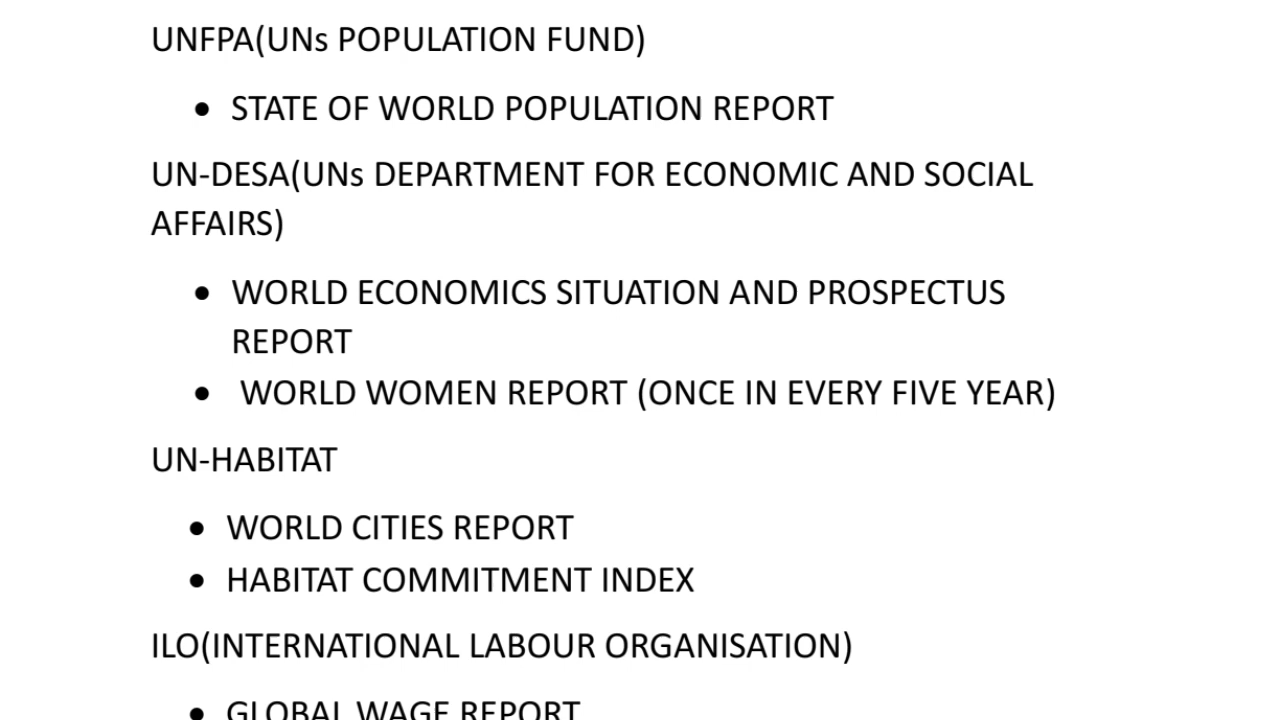 UNFPA(UNs POPULATION FUND)
• STATE OF WORLD POPULATION REPORT
UN-DESA(UNs DEPARTMENT FOR ECONOMIC AND SOCIAL
AFFAIRS)
• WORLD ECONOMICS SITUATION AND PROSPECTUS
REPORT
• WORLD WOMEN REPORT (ONCE IN EVERY FIVE YEAR)
UN-HABITAT
• WORLD CITIES REPORT
• HABITAT COMMITMENT INDEX
ILO(INTERNATIONAL LABOUR ORGANISATION)
• GLOBAL WAGE REPORT